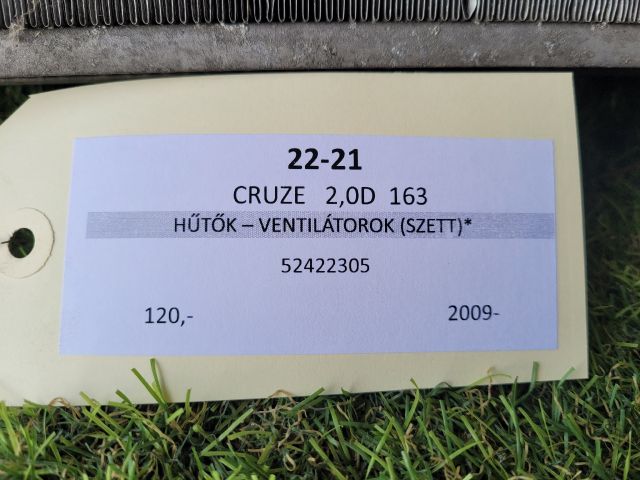 22-21
CRUZE 2,0D 163
HŰTŐK – VENTILÁTOROK (SZETT)*
52422305
120,- 2009-